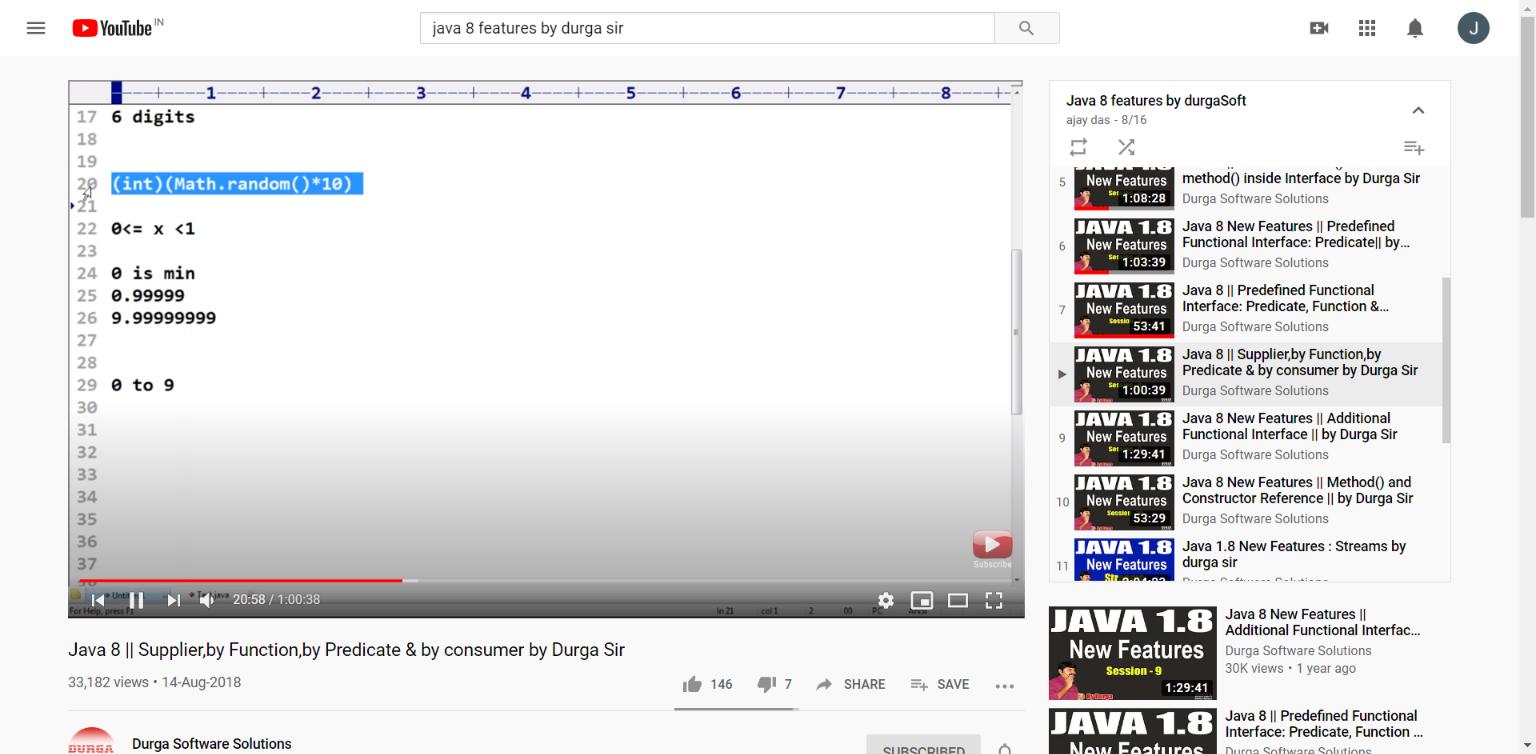 YouTube IN
java 8 features by durga sir
J
1 2 3 4 5 6 7 8
17 6 digits
18
19
20 (int)(Math.random()*10)
21
22 0<= x <1
23
24 0 is min
25 0.99999
26 9.99999999
27
28
29 0 to 9
30
31
32
33
34
35
36
37
Subscribe
20:58 / 1:00:38
For Help, press F1
ln 21 col 1 2 00 PC
Java 8 || Supplier,by Function,by Predicate & by consumer by Durga Sir
33,182 views • 14-Aug-2018
146 7 SHARE SAVE
DURGA
Durga Software Solutions
SUBSCRIBED
Java 8 features by durgaSoft
ajay das - 8/16
5
New Features
1:08:28
method() inside Interface by Durga Sir
Durga Software Solutions
6
JAVA 1.8
New Features
1:03:39
Java 8 New Features || Predefined
Functional Interface: Predicate|| by...
Durga Software Solutions
7
JAVA 1.8
New Features
53:41
Java 8 || Predefined Functional
Interface: Predicate, Function &...
Durga Software Solutions
JAVA 1.8
New Features
1:00:39
Java 8 || Supplier,by Function,by
Predicate & by consumer by Durga Sir
Durga Software Solutions
9
JAVA 1.8
New Features
1:29:41
Java 8 New Features || Additional
Functional Interface || by Durga Sir
Durga Software Solutions
10
JAVA 1.8
New Features
53:29
Java 8 New Features || Method() and
Constructor Reference || by Durga Sir
Durga Software Solutions
11
JAVA 1.8
New Features
Java 1.8 New Features : Streams by
durga sir
JAVA 1.8
New Features
Session - 9
By Durga
1:29:41
Java 8 New Features ||
Additional Functional Interfac...
Durga Software Solutions
30K views • 1 year ago
JAVA 1.8
New Features
Java 8 || Predefined Functional
Interface: Predicate, Function ...
Durga Software Solutions